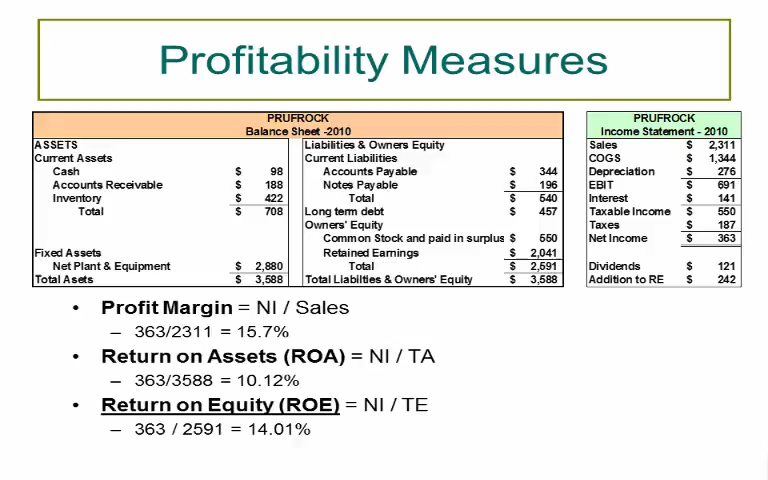 Profitability Measures
PRUFROCK
Balance Sheet -2010
ASSETS Liabilities & Owners Equity
Current Assets Current Liabilities
Cash $ 98 Accounts Payable $ 344
Accounts Receivable $ 188 Notes Payable $ 196
Inventory $ 422 Total $ 540
Total $ 708 Long term debt $ 457
Owners' Equity
Common Stock and paid in surplus $ 550
Fixed Assets Retained Earnings $ 2,041
Net Plant & Equipment $ 2,880 Total $ 2,591
Total Asets $ 3,588 Total Liabilties & Owners' Equity $ 3,588
PRUFROCK
Income Statement - 2010
Sales $ 2,311
COGS $ 1,344
Depreciation $ 276
EBIT $ 691
Interest $ 141
Taxable Income $ 550
Taxes $ 187
Net Income $ 363
Dividends $ 121
Addition to RE $ 242
• Profit Margin = NI / Sales
– 363/2311 = 15.7%
• Return on Assets (ROA) = NI / TA
– 363/3588 = 10.12%
• Return on Equity (ROE) = NI / TE
– 363 / 2591 = 14.01%